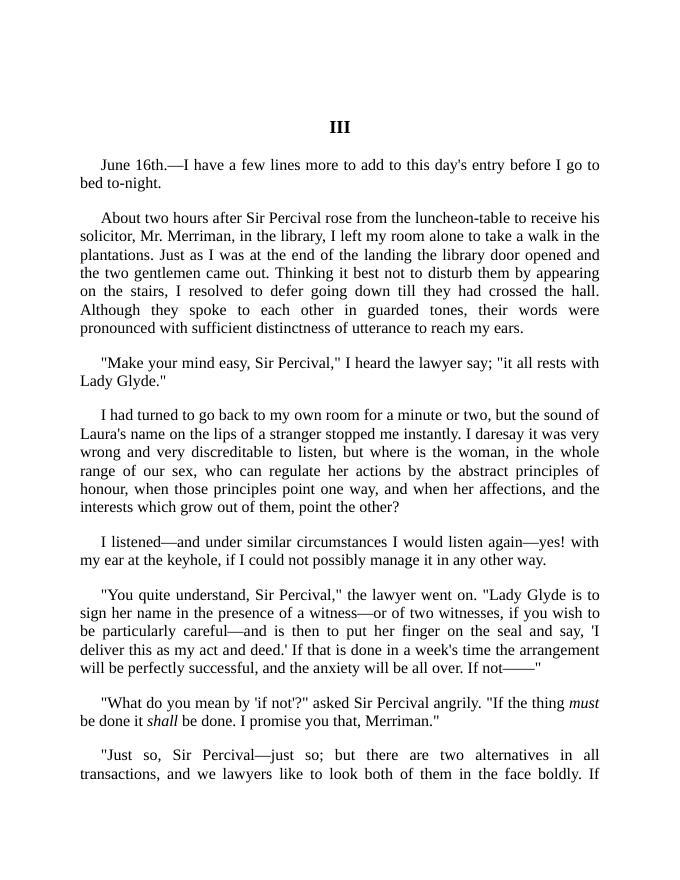 III
June 16th.—I have a few lines more to add to this day's entry before I go to
bed to-night.
About two hours after Sir Percival rose from the luncheon-table to receive his
solicitor, Mr. Merriman, in the library, I left my room alone to take a walk in the
plantations. Just as I was at the end of the landing the library door opened and
the two gentlemen came out. Thinking it best not to disturb them by appearing
on the stairs, I resolved to defer going down till they had crossed the hall.
Although they spoke to each other in guarded tones, their words were
pronounced with sufficient distinctness of utterance to reach my ears.
"Make your mind easy, Sir Percival," I heard the lawyer say; "it all rests with
Lady Glyde."
I had turned to go back to my own room for a minute or two, but the sound of
Laura's name on the lips of a stranger stopped me instantly. I daresay it was very
wrong and very discreditable to listen, but where is the woman, in the whole
range of our sex, who can regulate her actions by the abstract principles of
honour, when those principles point one way, and when her affections, and the
interests which grow out of them, point the other?
I listened—and under similar circumstances I would listen again—yes! with
my ear at the keyhole, if I could not possibly manage it in any other way.
"You quite understand, Sir Percival," the lawyer went on. "Lady Glyde is to
sign her name in the presence of a witness—or of two witnesses, if you wish to
be particularly careful—and is then to put her finger on the seal and say, 'I
deliver this as my act and deed.' If that is done in a week's time the arrangement
will be perfectly successful, and the anxiety will be all over. If not——"
"What do you mean by 'if not'?" asked Sir Percival angrily. "If the thing must
be done it shall be done. I promise you that, Merriman."
"Just so, Sir Percival—just so; but there are two alternatives in all
transactions, and we lawyers like to look both of them in the face boldly. If